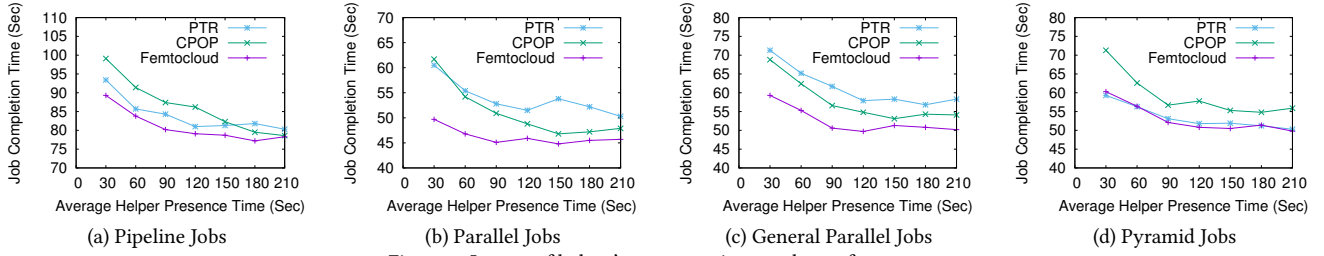 Job Completion Time (Sec)
110
105
100
95
90
85
80
75
70
PTR
CPOP
Femtocloud
0 30 60 90 120 150 180 210
Average Helper Presence Time (Sec)
(a) Pipeline Jobs
Job Completion Time (Sec)
70
65
60
55
50
45
40
PTR
CPOP
Femtocloud
0 30 60 90 120 150 180 210
Average Helper Presence Time (Sec)
(b) Parallel Jobs
Job Completion Time (Sec)
80
75
70
65
60
55
50
45
40
PTR
CPOP
Femtocloud
0 30 60 90 120 150 180 210
Average Helper Presence Time (Sec)
(c) General Parallel Jobs
Job Completion Time (Sec)
80
75
70
65
60
55
50
45
40
PTR
CPOP
Femtocloud
0 30 60 90 120 150 180 210
Average Helper Presence Time (Sec)
(d) Pyramid Jobs